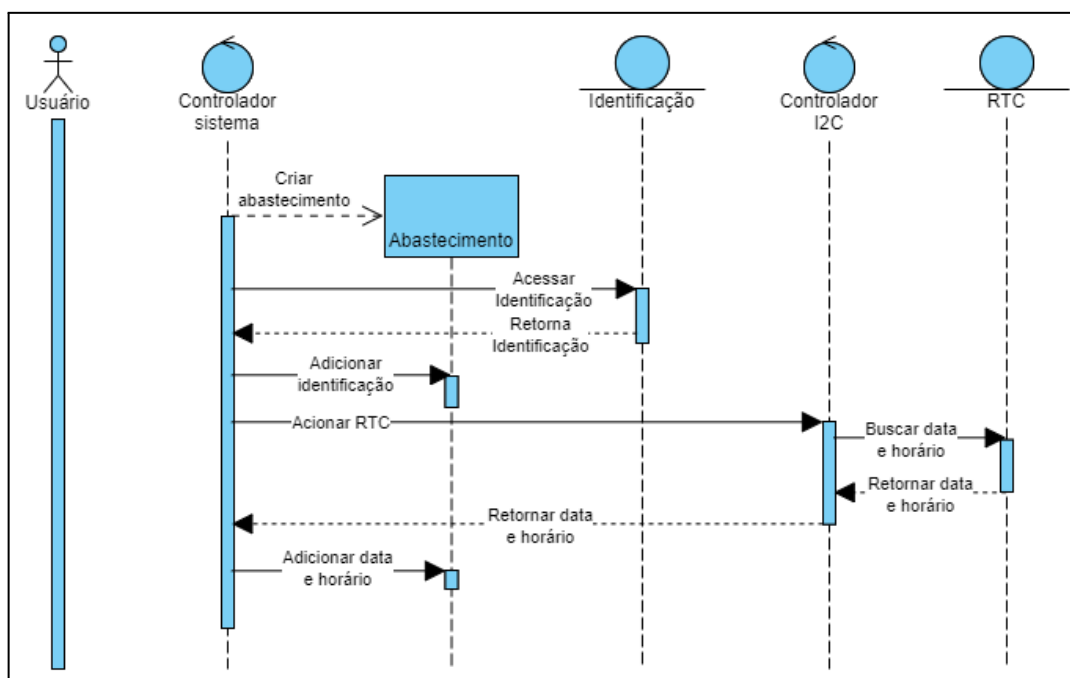 Usuário
Controlador
sistema
Identificação
Controlador
I2C
RTC
Criar
abastecimento
Abastecimento
Acessar
Identificação
Retorna
Identificação
Adicionar
identificação
Acionar RTC
Buscar data
e horário
Retornar data
e horário
Retornar data
e horário
Adicionar data
e horário